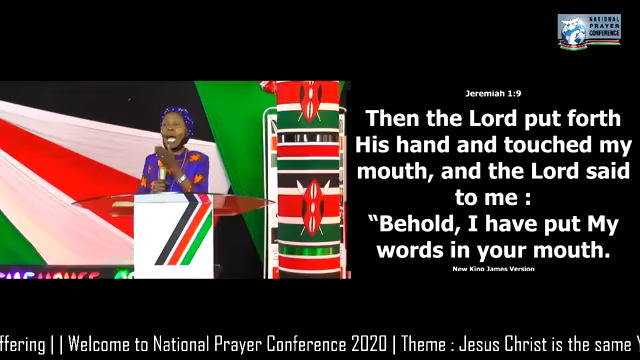 NATIONAL
PRAYER
CONFERENCE
Jeremiah 1:9
Then the Lord put forth
His hand and touched my
mouth, and the Lord said
to me :
“Behold, I have put My
words in your mouth.
New King James Version
ffering | | Welcome to National Prayer Conference 2020 | Theme : Jesus Christ is the same